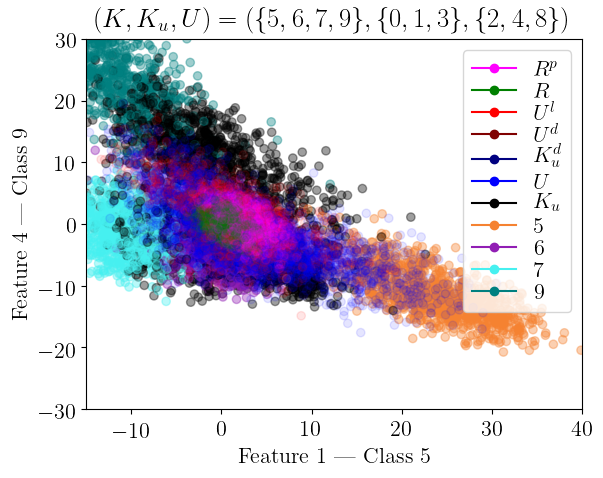 (K, K_u, U) = ({5, 6, 7, 9}, {0, 1, 3}, {2, 4, 8})
30
20
10
0
−10
−20
−30
Feature 4 — Class 9
R^p
R
U^l
U^d
K_u^d
U
K_u
5
6
7
9
−10
0
10
20
30
40
Feature 1 — Class 5